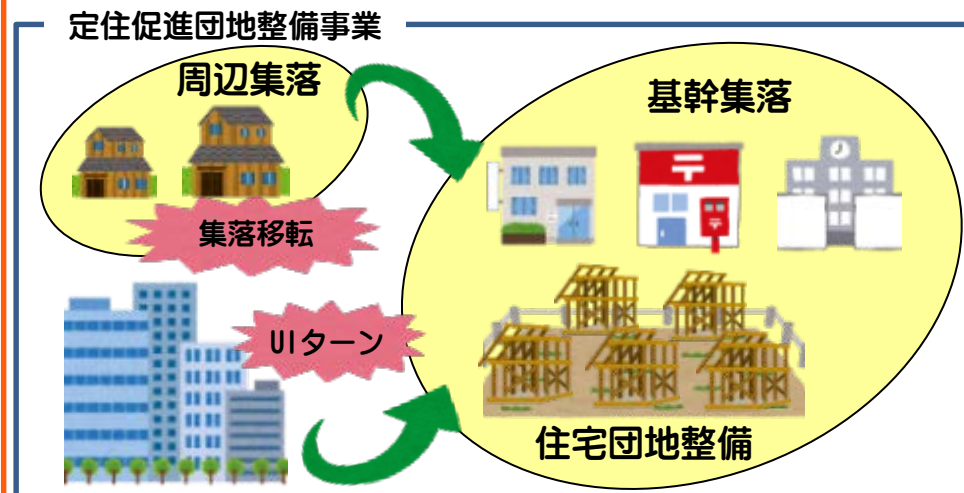 定住促進団地整備事業
周辺集落
基幹集落
集落移転
UIターン
住宅団地整備